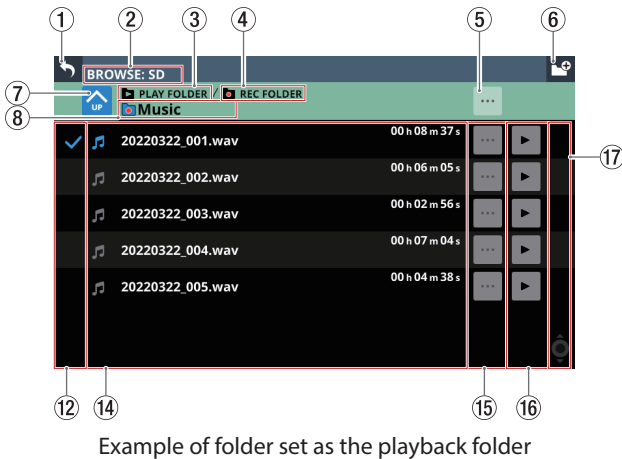 ① ② ③ ④ ⑤ ⑥
BROWSE: SD
⑦ UP PLAY FOLDER / REC FOLDER ...
⑧ Music
20220322_001.wav 00 h 08 m 37 s ...
⑰
20220322_002.wav 00 h 06 m 05 s ...
20220322_003.wav 00 h 02 m 56 s ...
20220322_004.wav 00 h 07 m 04 s ...
20220322_005.wav 00 h 04 m 38 s ...
⑫ ⑭ ⑮ ⑯
Example of folder set as the playback folder